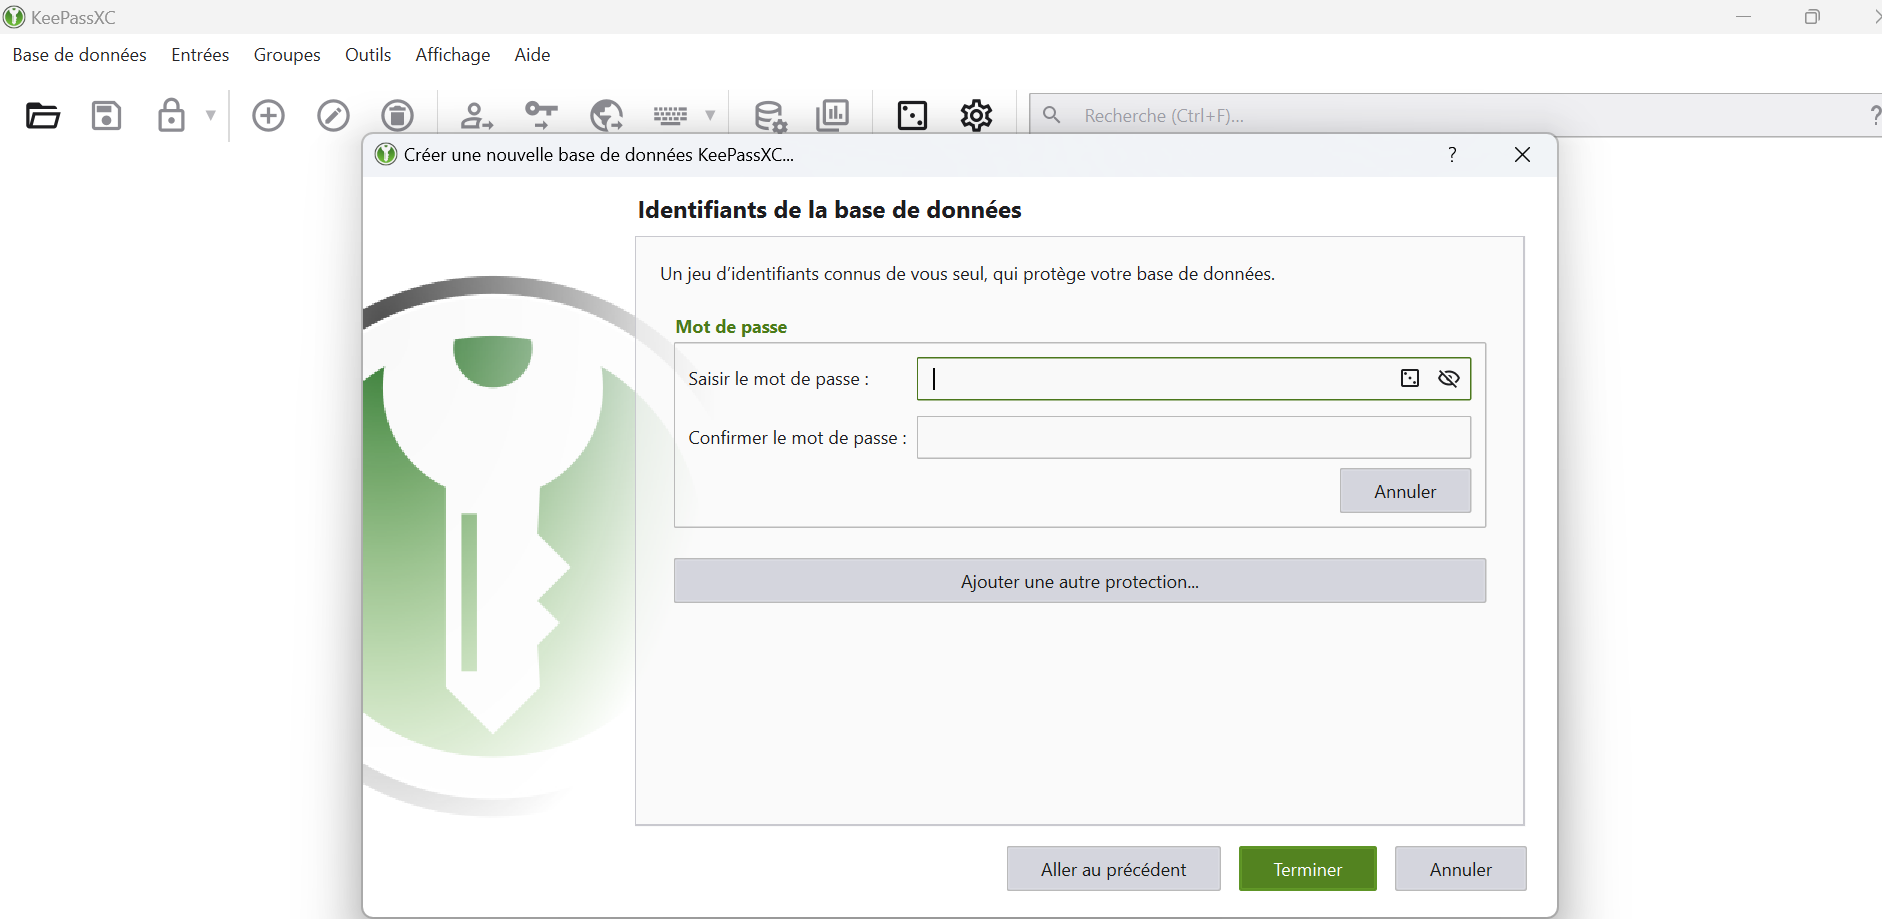 KeePassXC
Base de données Entrées Groupes Outils Affichage Aide
Recherche (Ctrl+F)... ?
Créer une nouvelle base de données KeePassXC... ?
Identifiants de la base de données
Un jeu d’identifiants connus de vous seul, qui protège votre base de données.
Mot de passe
Saisir le mot de passe :
Confirmer le mot de passe :
Annuler
Ajouter une autre protection...
Aller au précédent Terminer Annuler